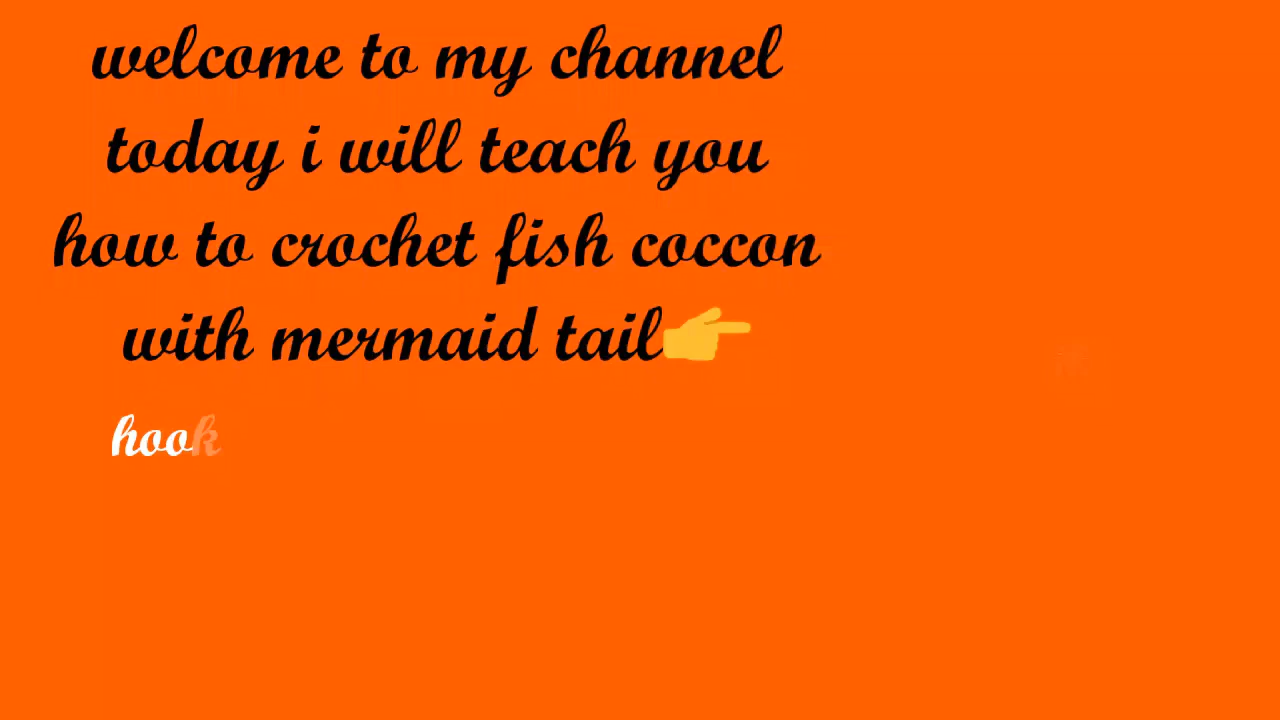 welcome to my channel
today i will teach you
how to crochet fish coccon
with mermaid tail👉
hook